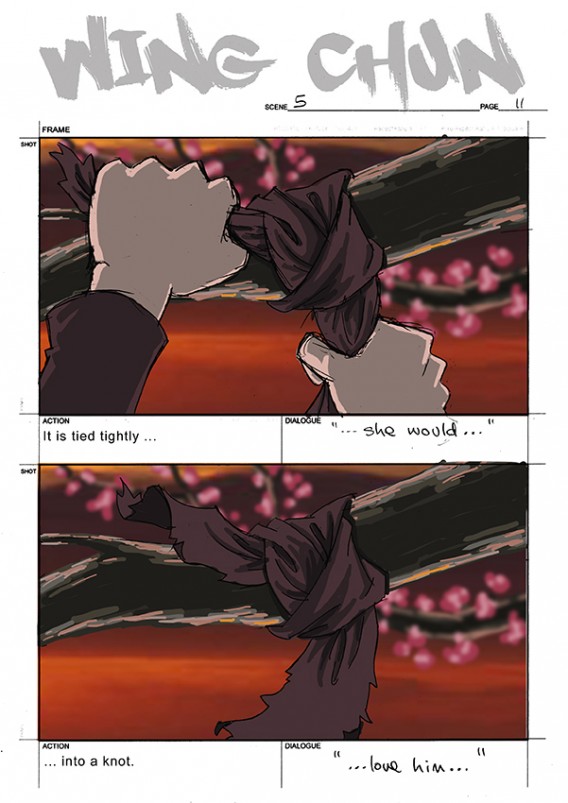 WING CHUN
SCENE 5 PAGE 11
FRAME
SHOT
ACTION DIALOGUE
It is tied tightly ... "... she would..."
SHOT
ACTION DIALOGUE
... into a knot. "...love him..."